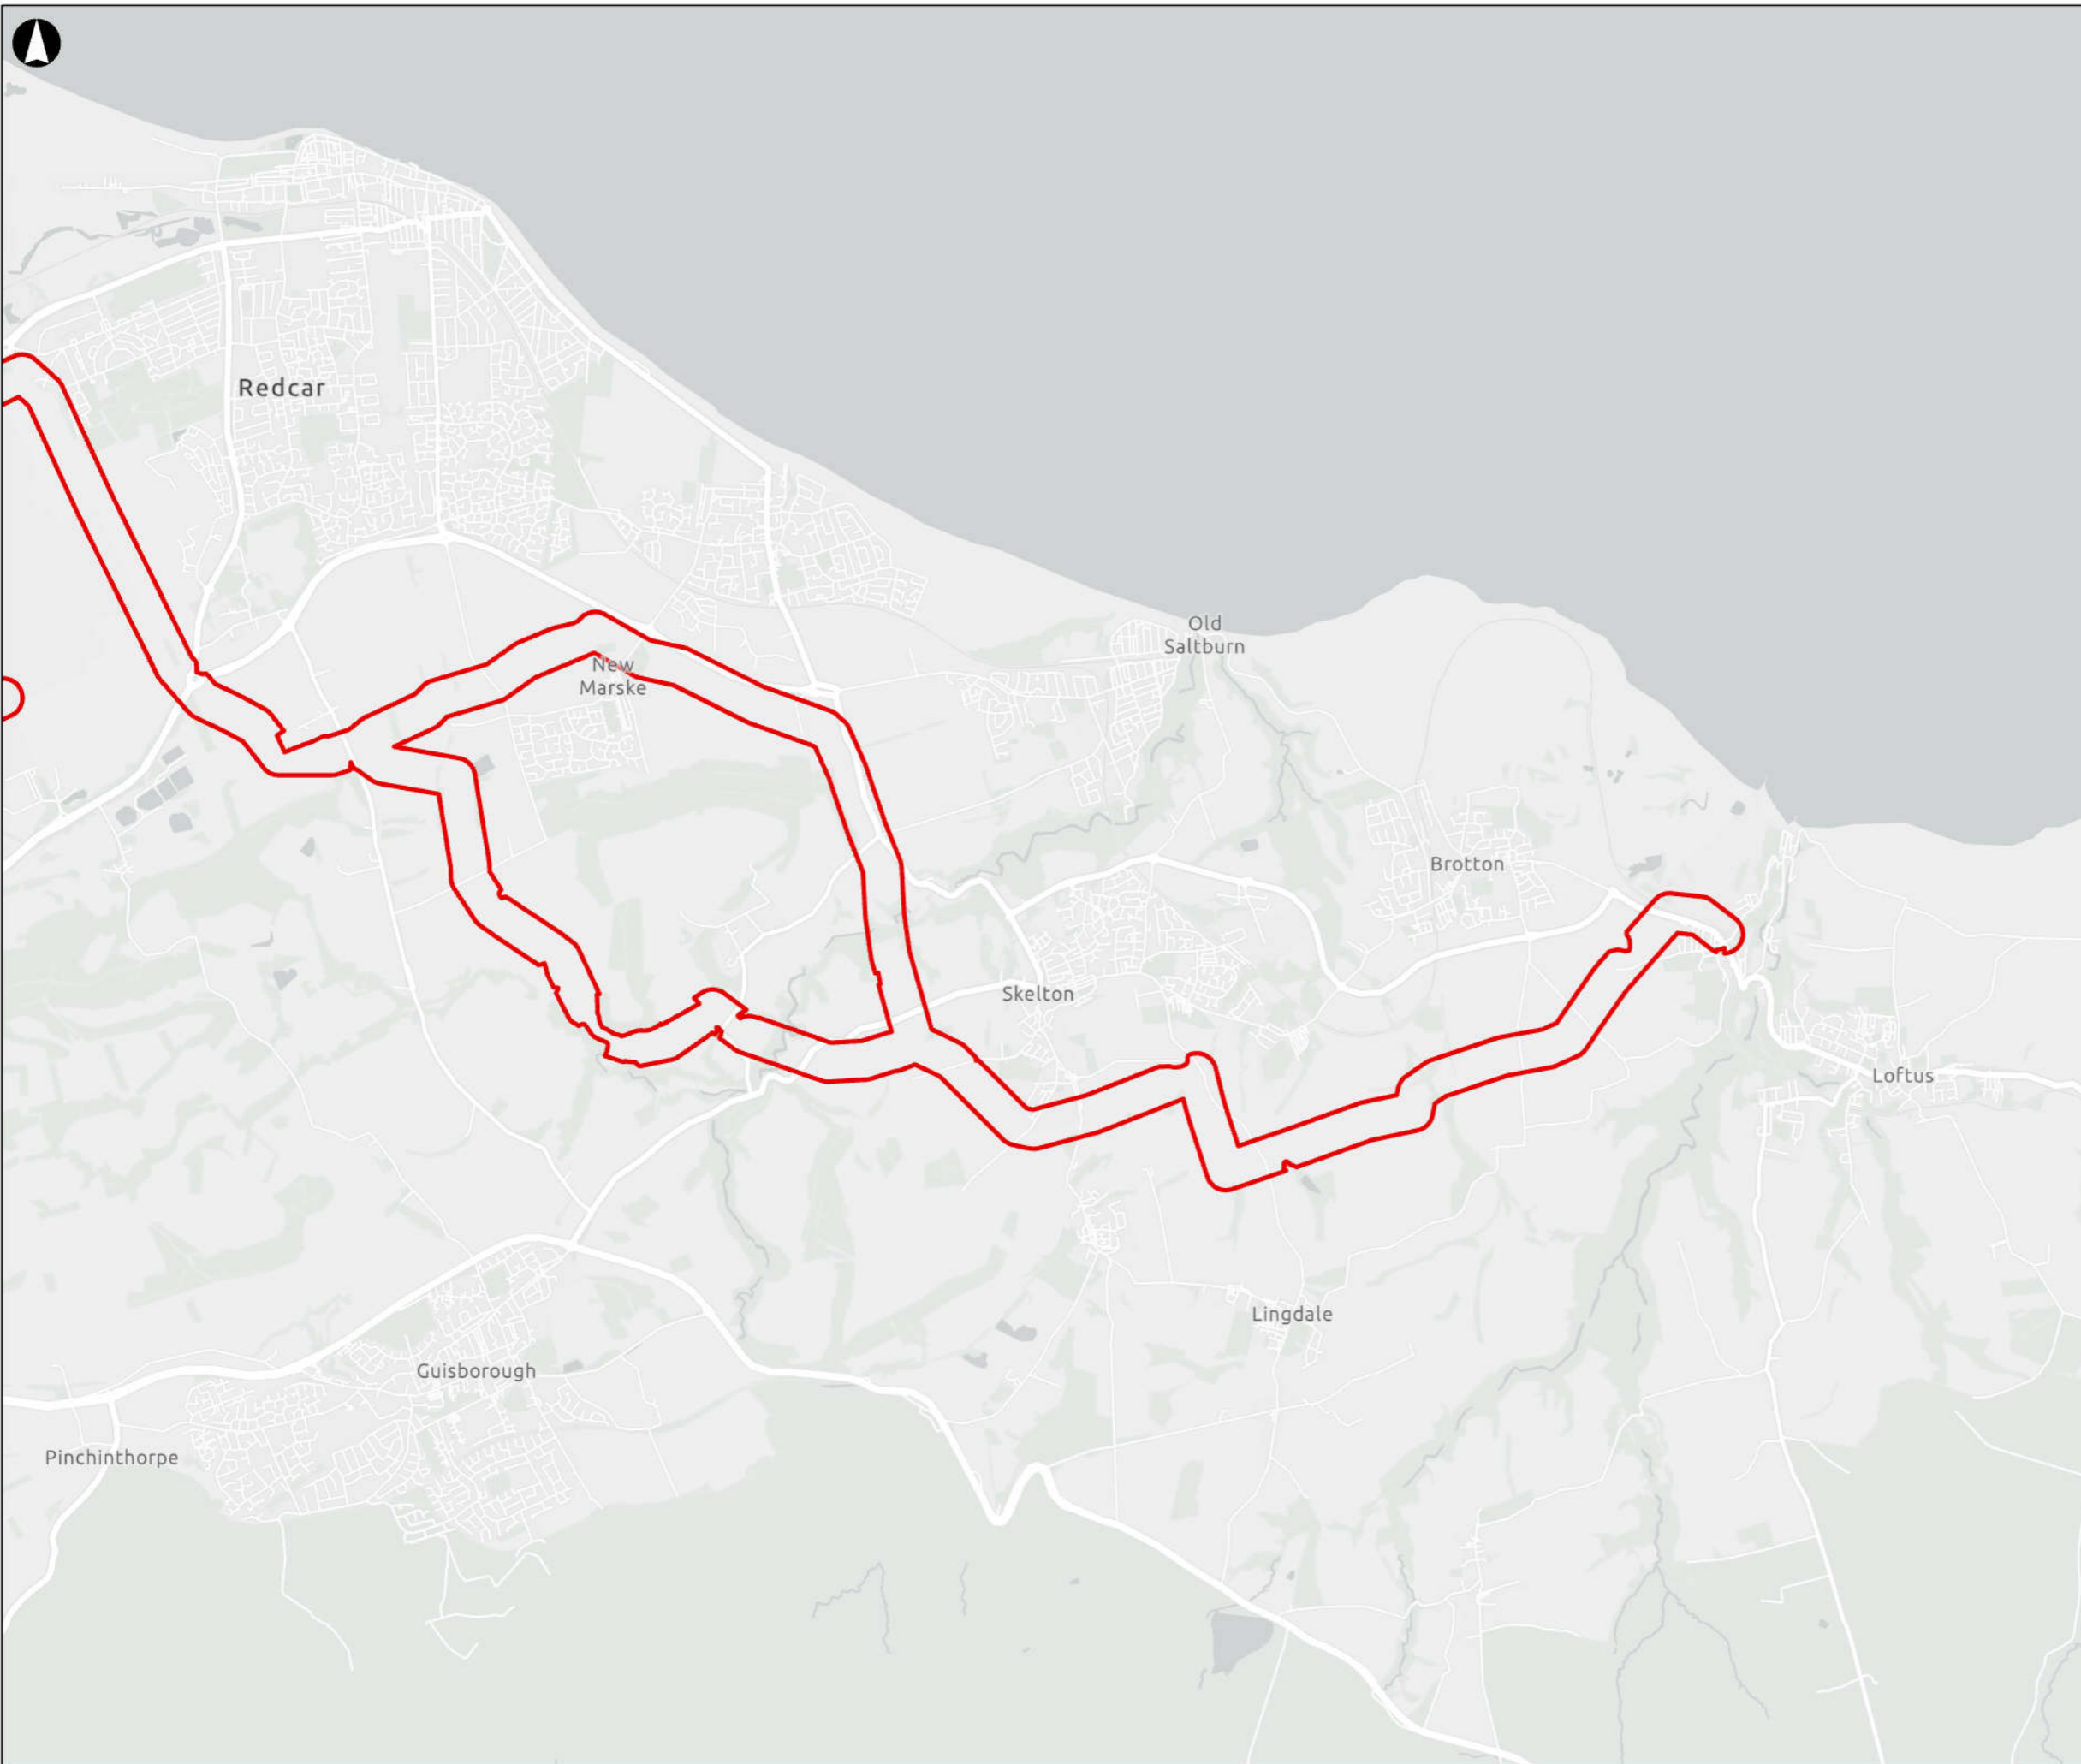 Redcar
Old
Saltburn
New
Marske
Brotton
Skelton
Loftus
Lingdale
Guisborough
Pinchinthorpe